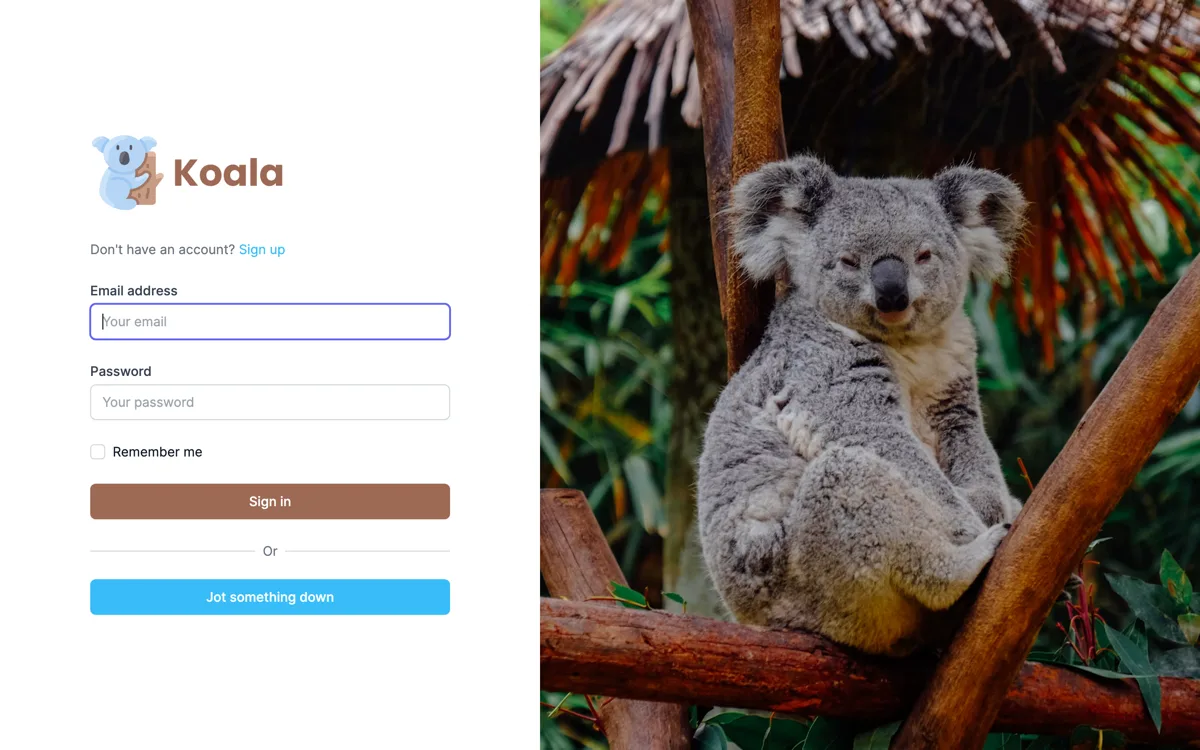 Koala
Don't have an account? Sign up
Email address
Your email
Password
Your password
Remember me
Sign in
Or
Jot something down